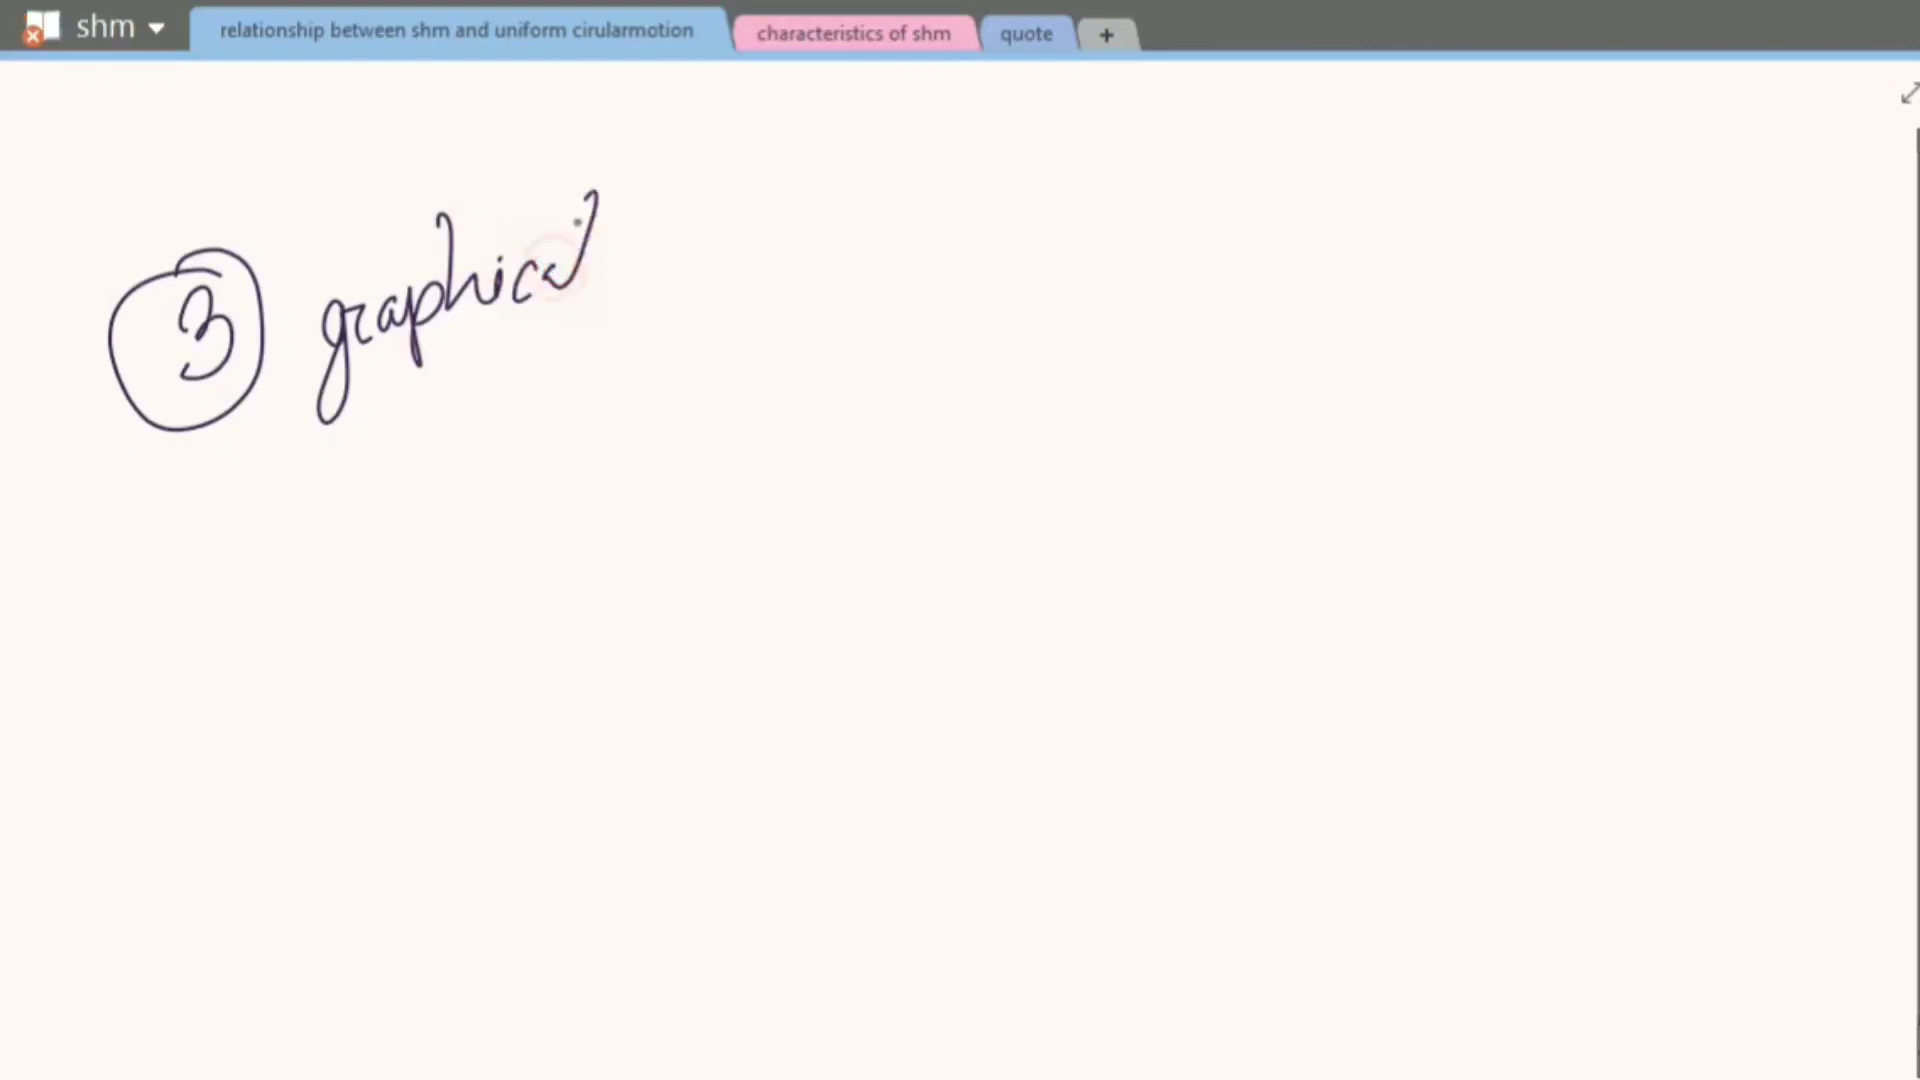 shm
relationship between shm and uniform cirularmotion
characteristics of shm
quote
+
3 graphical